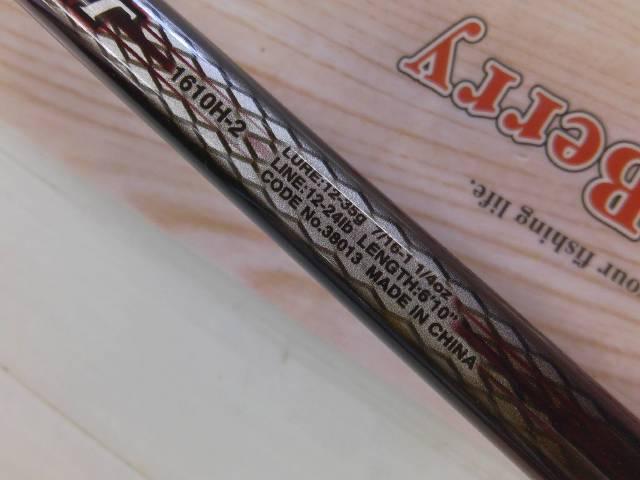 1610H-2
LURE:12-35g 7/16-1 1/4oz
LINE:12-24lb LENGTH:6'10"
CODE No.38013 MADE IN CHINA
Berry
our fishing life.